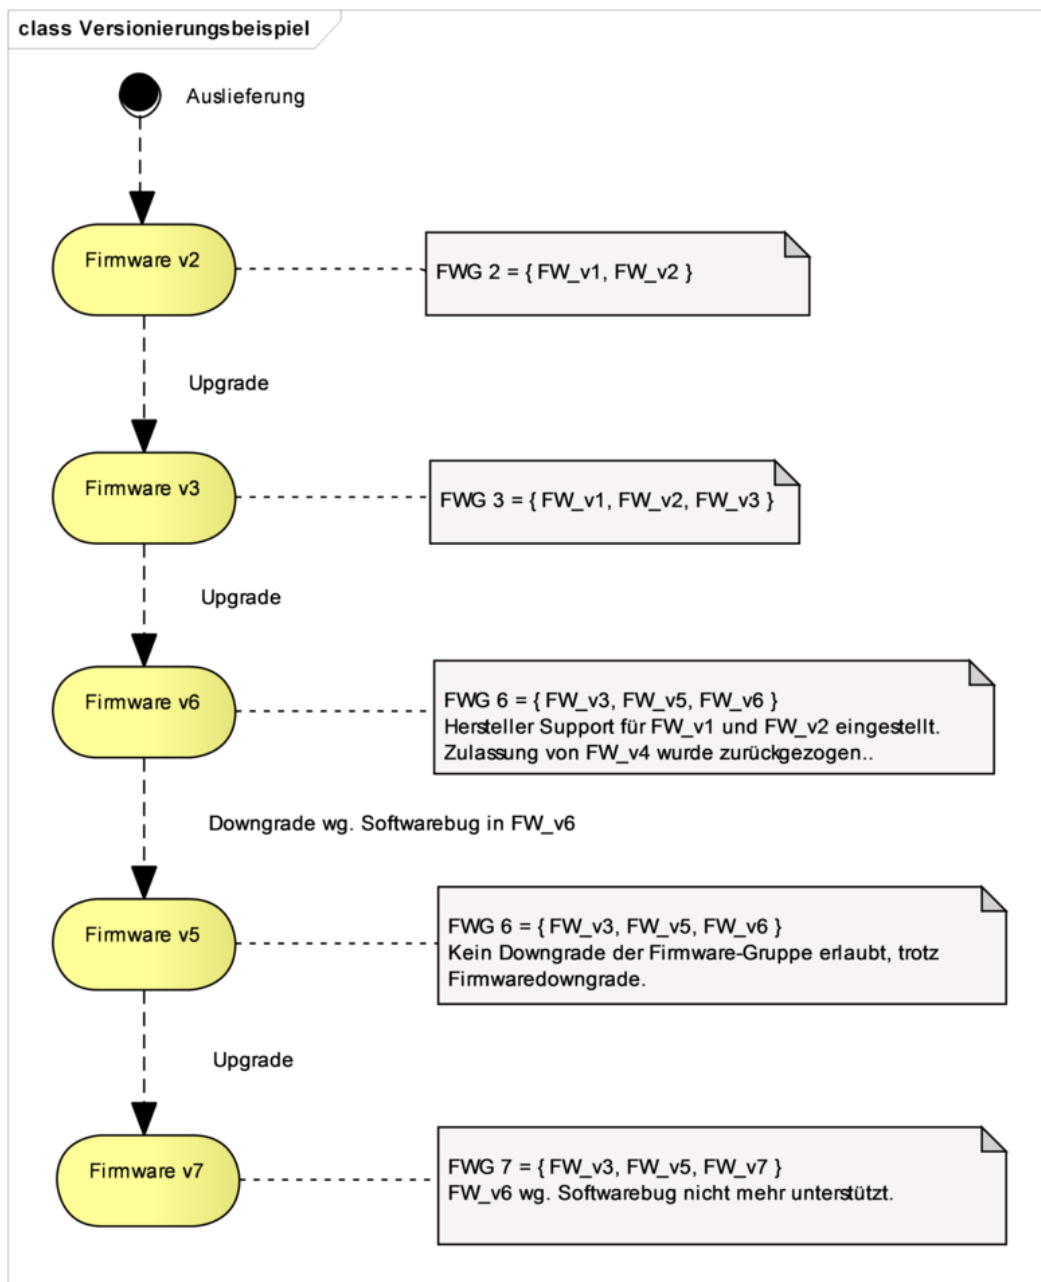 class Versionierungsbeispiel
Auslieferung
Firmware v2
FWG 2 = { FW_v1, FW_v2 }
Upgrade
Firmware v3
FWG 3 = { FW_v1, FW_v2, FW_v3 }
Upgrade
Firmware v6
FWG 6 = { FW_v3, FW_v5, FW_v6 }
Hersteller Support für FW_v1 und FW_v2 eingestellt.
Zulassung von FW_v4 wurde zurückgezogen..
Downgrade wg. Softwarebug in FW_v6
Firmware v5
FWG 6 = { FW_v3, FW_v5, FW_v6 }
Kein Downgrade der Firmware-Gruppe erlaubt, trotz
Firmwaredowngrade.
Upgrade
Firmware v7
FWG 7 = { FW_v3, FW_v5, FW_v7 }
FW_v6 wg. Softwarebug nicht mehr unterstützt.